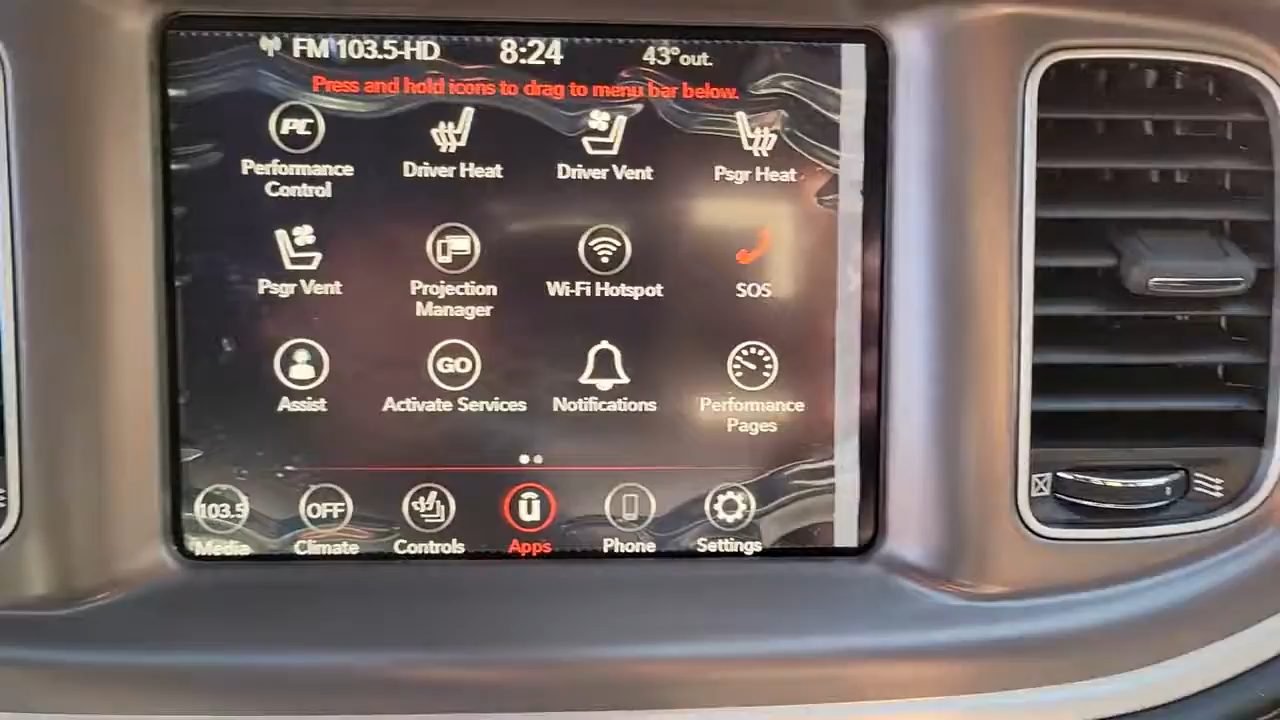 FM 103.5-HD 8:24 43°out.
Press and hold icons to drag to menu bar below.
PC
Performance Control
Driver Heat
Driver Vent
Psgr Heat
Psgr Vent
Projection Manager
Wi-Fi Hotspot
SOS
Assist
GO
Activate Services
Notifications
Performance Pages
103.5
Media
OFF
Climate
Controls
ü
Apps
Phone
Settings